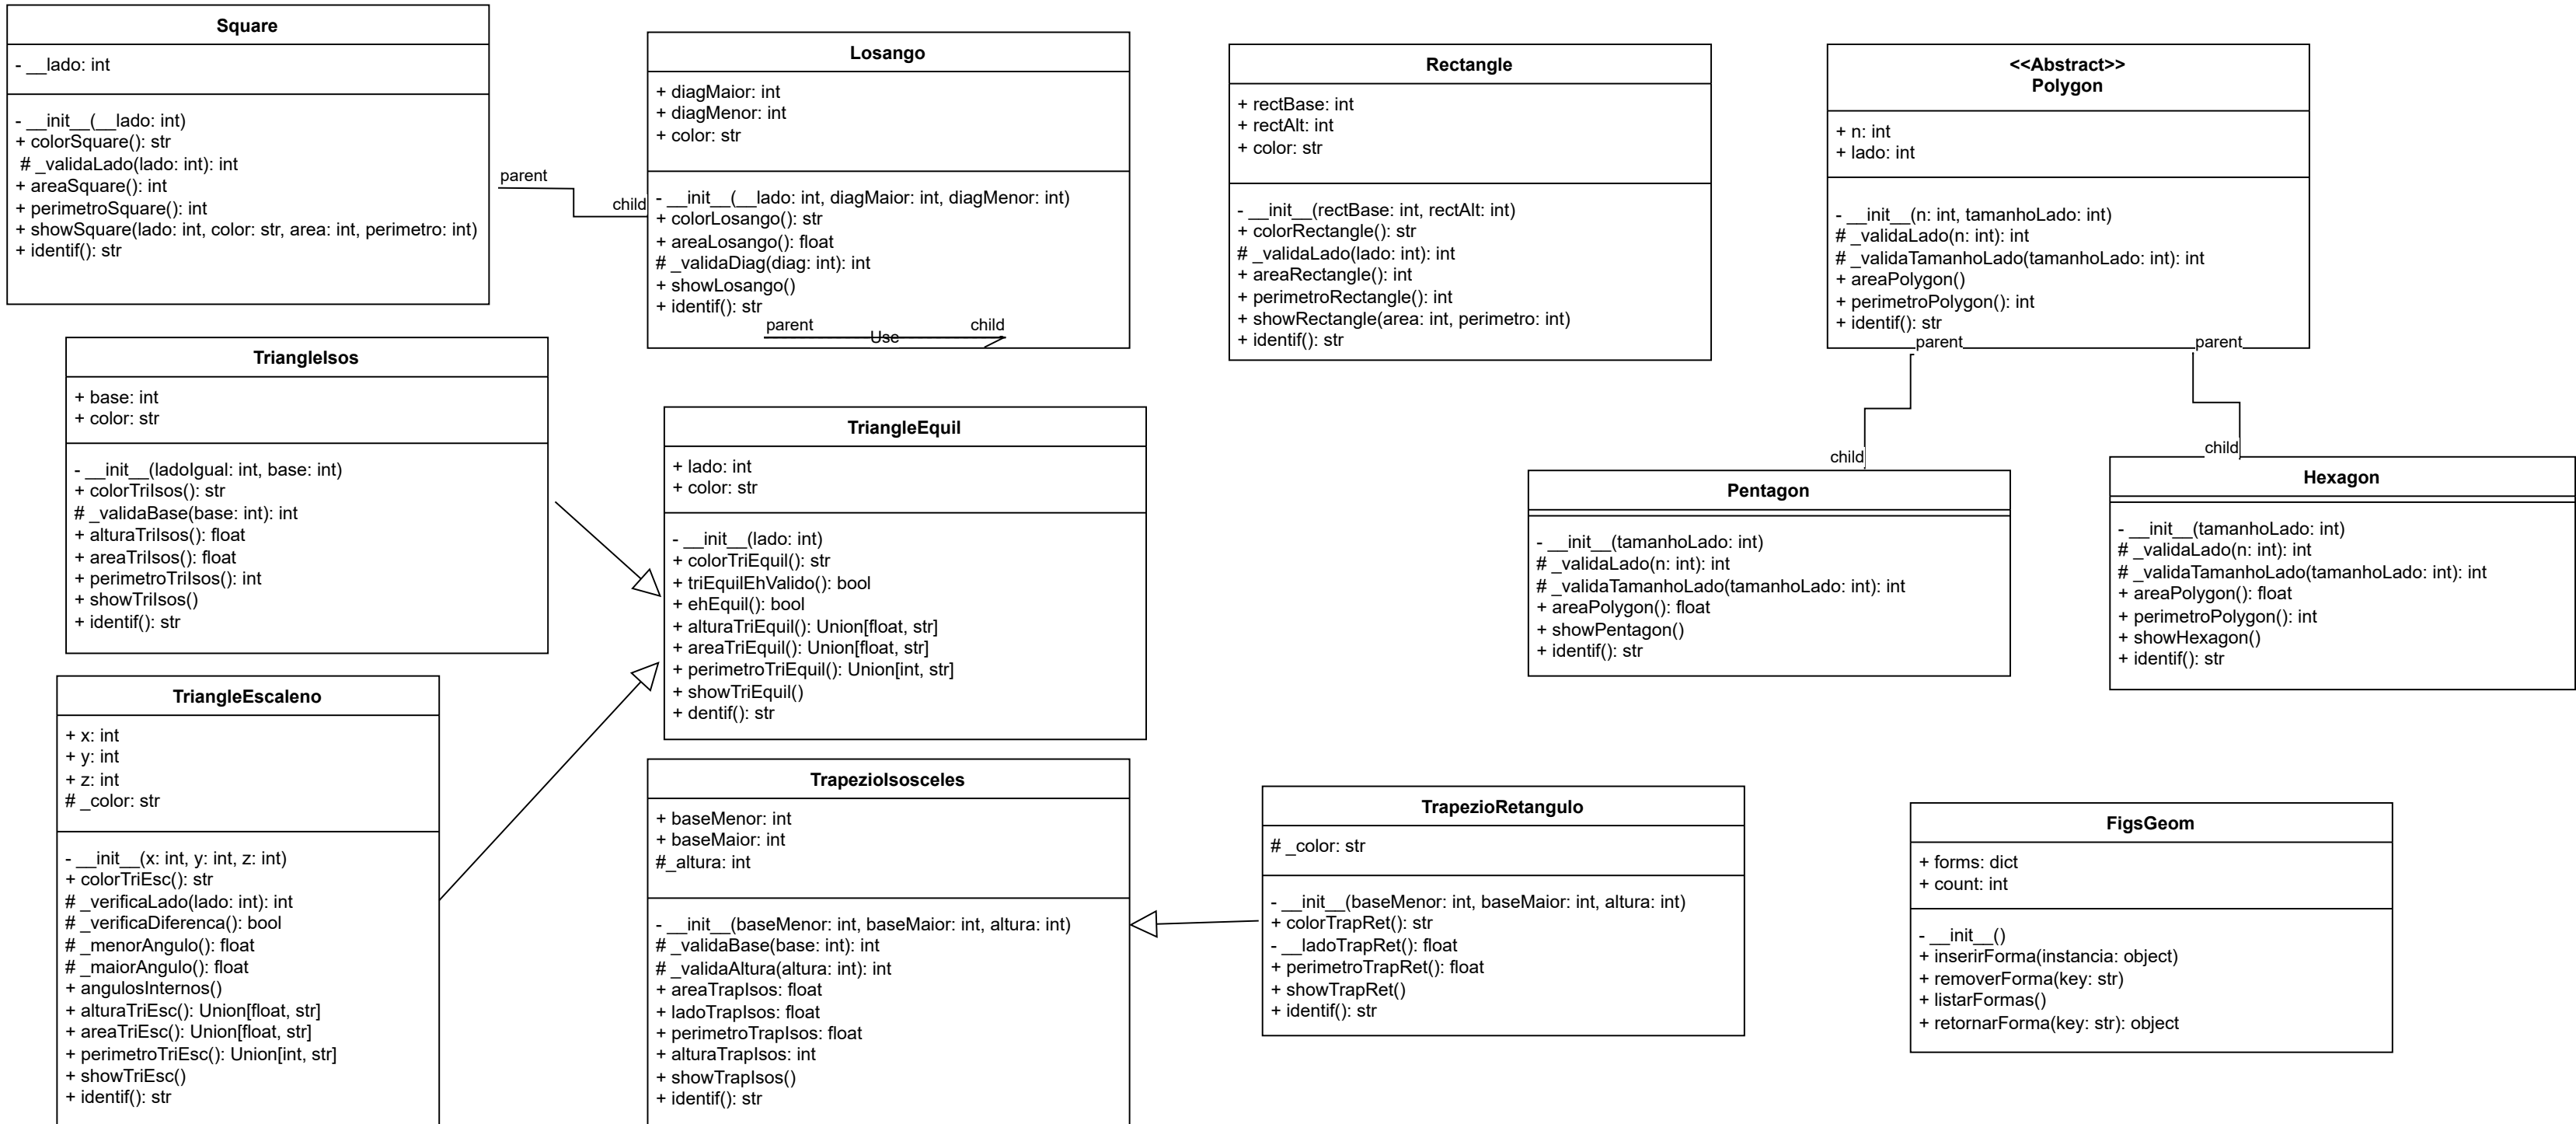 Square
- __lado: int
- __init__(__lado: int)
+ colorSquare(): str
# _validaLado(lado: int): int
+ areaSquare(): int
+ perimetroSquare(): int
+ showSquare(lado: int, color: str, area: int, perimetro: int)
+ identif(): str
parent
child
Losango
+ diagMaior: int
+ diagMenor: int
+ color: str
- __init__(__lado: int, diagMaior: int, diagMenor: int)
+ colorLosango(): str
+ areaLosango(): float
# _validaDiag(diag: int): int
+ showLosango()
+ identif(): str
parent
Use
child
Rectangle
+ rectBase: int
+ rectAlt: int
+ color: str
- __init__(rectBase: int, rectAlt: int)
+ colorRectangle(): str
# _validaLado(lado: int): int
+ areaRectangle(): int
+ perimetroRectangle(): int
+ showRectangle(area: int, perimetro: int)
+ identif(): str
<<Abstract>>
Polygon
+ n: int
+ lado: int
- __init__(n: int, tamanhoLado: int)
# _validaLado(n: int): int
# _validaTamanhoLado(tamanhoLado: int): int
+ areaPolygon()
+ perimetroPolygon(): int
+ identif(): str
parent
parent
child
child
TriangleIsos
+ base: int
+ color: str
- __init__(ladoIgual: int, base: int)
+ colorTriIsos(): str
# _validaBase(base: int): int
+ alturaTriIsos(): float
+ areaTriIsos(): float
+ perimetroTriIsos(): int
+ showTriIsos()
+ identif(): str
TriangleEquil
+ lado: int
+ color: str
- __init__(lado: int)
+ colorTriEquil(): str
+ triEquilEhValido(): bool
+ ehEquil(): bool
+ alturaTriEquil(): Union[float, str]
+ areaTriEquil(): Union[float, str]
+ perimetroTriEquil(): Union[int, str]
+ showTriEquil()
+ dentif(): str
Pentagon
- __init__(tamanhoLado: int)
# _validaLado(n: int): int
# _validaTamanhoLado(tamanhoLado: int): int
+ areaPolygon(): float
+ showPentagon()
+ identif(): str
Hexagon
- __init__(tamanhoLado: int)
# _validaLado(n: int): int
# _validaTamanhoLado(tamanhoLado: int): int
+ areaPolygon(): float
+ perimetroPolygon(): int
+ showHexagon()
+ identif(): str
TriangleEscaleno
+ x: int
+ y: int
+ z: int
# _color: str
- __init__(x: int, y: int, z: int)
+ colorTriEsc(): str
# _verificaLado(lado: int): int
# _verificaDiferenca(): bool
# _menorAngulo(): float
# _maiorAngulo(): float
+ angulosInternos()
+ alturaTriEsc(): Union[float, str]
+ areaTriEsc(): Union[float, str]
+ perimetroTriEsc(): Union[int, str]
+ showTriEsc()
+ identif(): str
TrapezioIsosceles
+ baseMenor: int
+ baseMaior: int
#_altura: int
- __init__(baseMenor: int, baseMaior: int, altura: int)
# _validaBase(base: int): int
# _validaAltura(altura: int): int
+ areaTrapIsos: float
+ ladoTrapIsos: float
+ perimetroTrapIsos: float
+ alturaTrapIsos: int
+ showTrapIsos()
+ identif(): str
TrapezioRetangulo
# _color: str
- __init__(baseMenor: int, baseMaior: int, altura: int)
+ colorTrapRet(): str
- __ladoTrapRet(): float
+ perimetroTrapRet(): float
+ showTrapRet()
+ identif(): str
FigsGeom
+ forms: dict
+ count: int
- __init__()
+ inserirForma(instancia: object)
+ removerForma(key: str)
+ listarFormas()
+ retornarForma(key: str): object